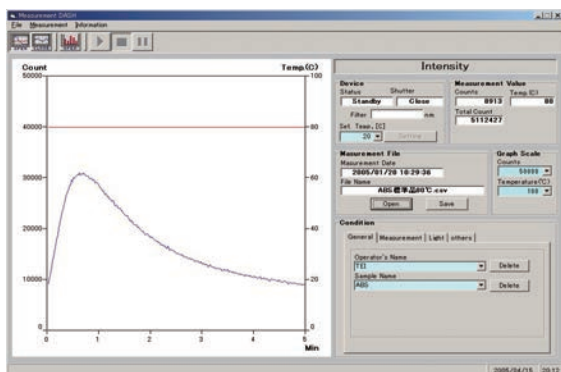 Measurement DASH
File Measurement Information
Count Temp.(C)
50000 100
40000 80
30000 60
20000 40
10000 20
0 0
0 1 2 3 4 5
Min
Intensity
Device
Status Shutter
Standby Close
Filter nm
Set. Temp. [C]
20 Setting
Measurement Value
Counts Temp.(C)
8913 80
Total Count
5112427
Masurement File
Masurement Date
2005/01/20 10:29:36
File Name
ABS標準品80℃.csv
Open Save
Graph Scale
Counts
50000
Temperature(℃)
100
Condition
General Measurement Light others
Operator's Name
TEI Delete
Sample Name
ABS Delete
2005/04/15 20:12